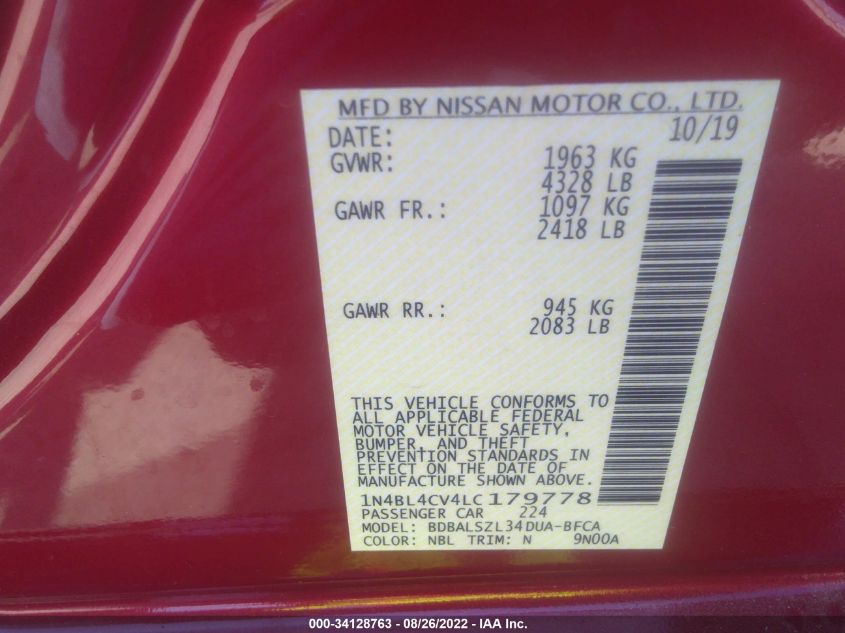 MFD BY NISSAN MOTOR CO., LTD.
DATE: 10/19
GVWR: 1963 KG
4328 LB
GAWR FR.: 1097 KG
2418 LB
GAWR RR.: 945 KG
2083 LB
THIS VEHICLE CONFORMS TO
ALL APPLICABLE FEDERAL
MOTOR VEHICLE SAFETY,
BUMPER, AND THEFT
PREVENTION STANDARDS IN
EFFECT ON THE DATE OF
MANUFACTURE SHOWN ABOVE.
1N4BL4CV4LC179778
PASSENGER CAR 224
MODEL: BDBALSZL34DUA-BFCA
COLOR: NBL TRIM: N 9N00A
000-34128763 - 08/26/2022 - IAA Inc.